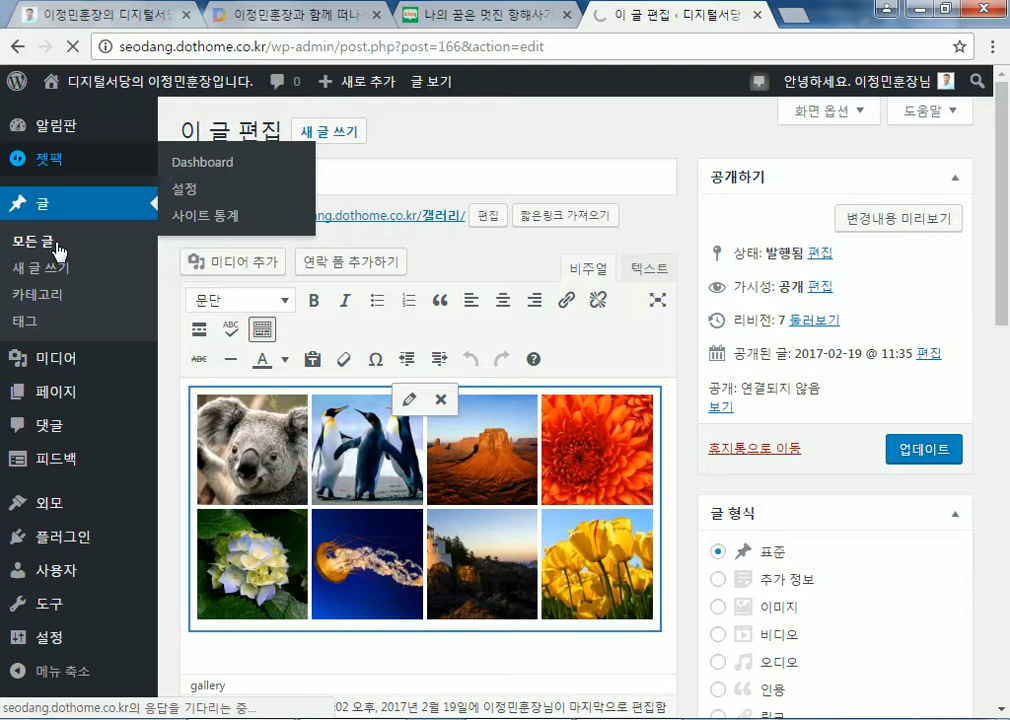 이정민훈장의 디지털서당
이정민훈장과 함께 떠나
나의 꿈은 멋진 항해사가
이 글 편집 ‹ 디지털서당
seodang.dothome.co.kr/wp-admin/post.php?post=166&action=edit
디지털서당의 이정민훈장입니다.
0
새로 추가
글 보기
안녕하세요. 이정민훈장님
알림판
젯팩
글
모든 글
새 글 쓰기
카테고리
태그
미디어
페이지
댓글
피드백
외모
플러그인
사용자
도구
설정
메뉴 축소
Dashboard
설정
사이트 통계
이 글 편집
새 글 쓰기
화면 옵션
도움말
ng.dothome.co.kr/갤러리/
편집
짧은링크 가져오기
미디어 추가
연락 폼 추가하기
비주얼
텍스트
문단
B
I
ABC
ABC
A
Ω
gallery
:02 오후, 2017년 2월 19일에 이정민훈장님이 마지막으로 편집함
공개하기
변경내용 미리보기
상태: 발행됨 편집
가시성: 공개 편집
리비전: 7 둘러보기
공개된 글: 2017-02-19 @ 11:35 편집
공개: 연결되지 않음
보기
휴지통으로 이동
업데이트
글 형식
표준
추가 정보
이미지
비디오
오디오
인용
링크
seodang.dothome.co.kr의 응답을 기다리는 중...